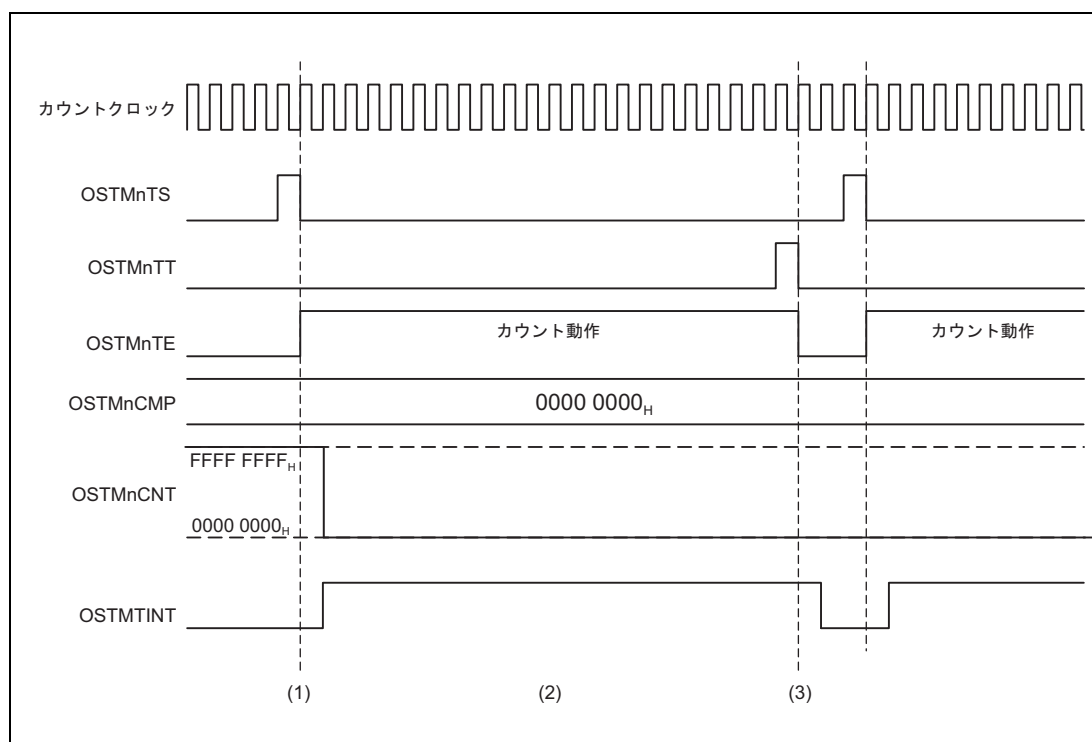 カウントクロック
OSTMnTS
OSTMnTT
OSTMnTE
カウント動作
カウント動作
OSTMnCMP
0000 0000H
FFFF FFFFH
OSTMnCNT
0000 0000H
OSTMTINT
(1)
(2)
(3)